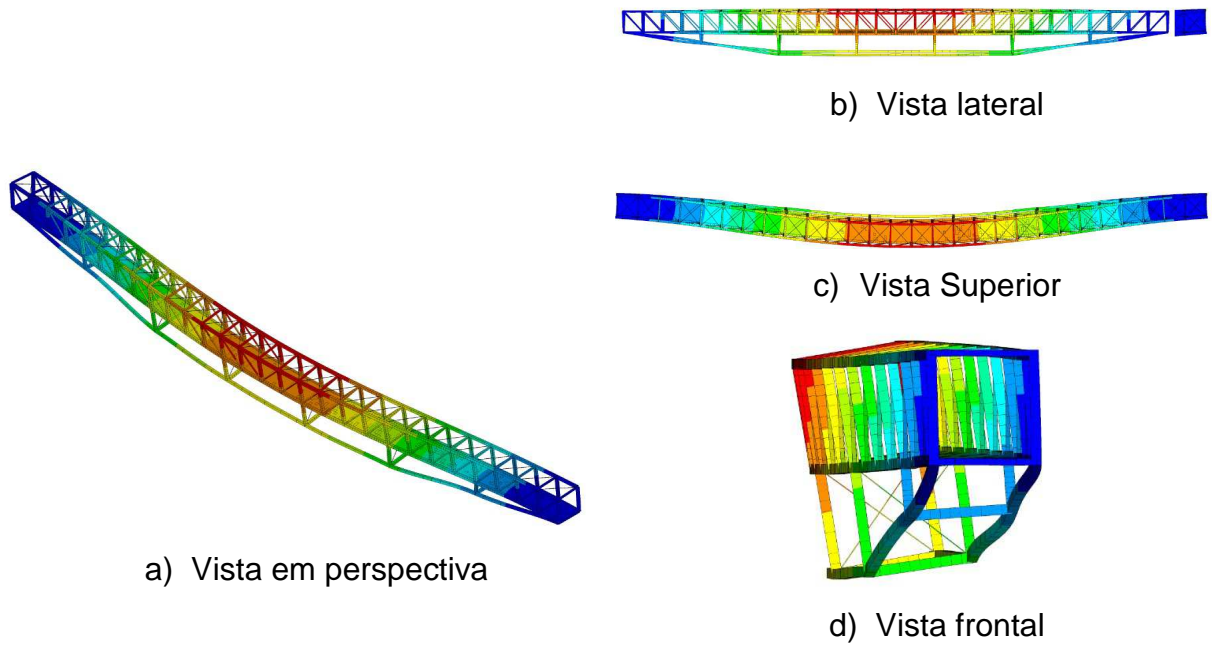 b) Vista lateral
c) Vista Superior
a) Vista em perspectiva
d) Vista frontal